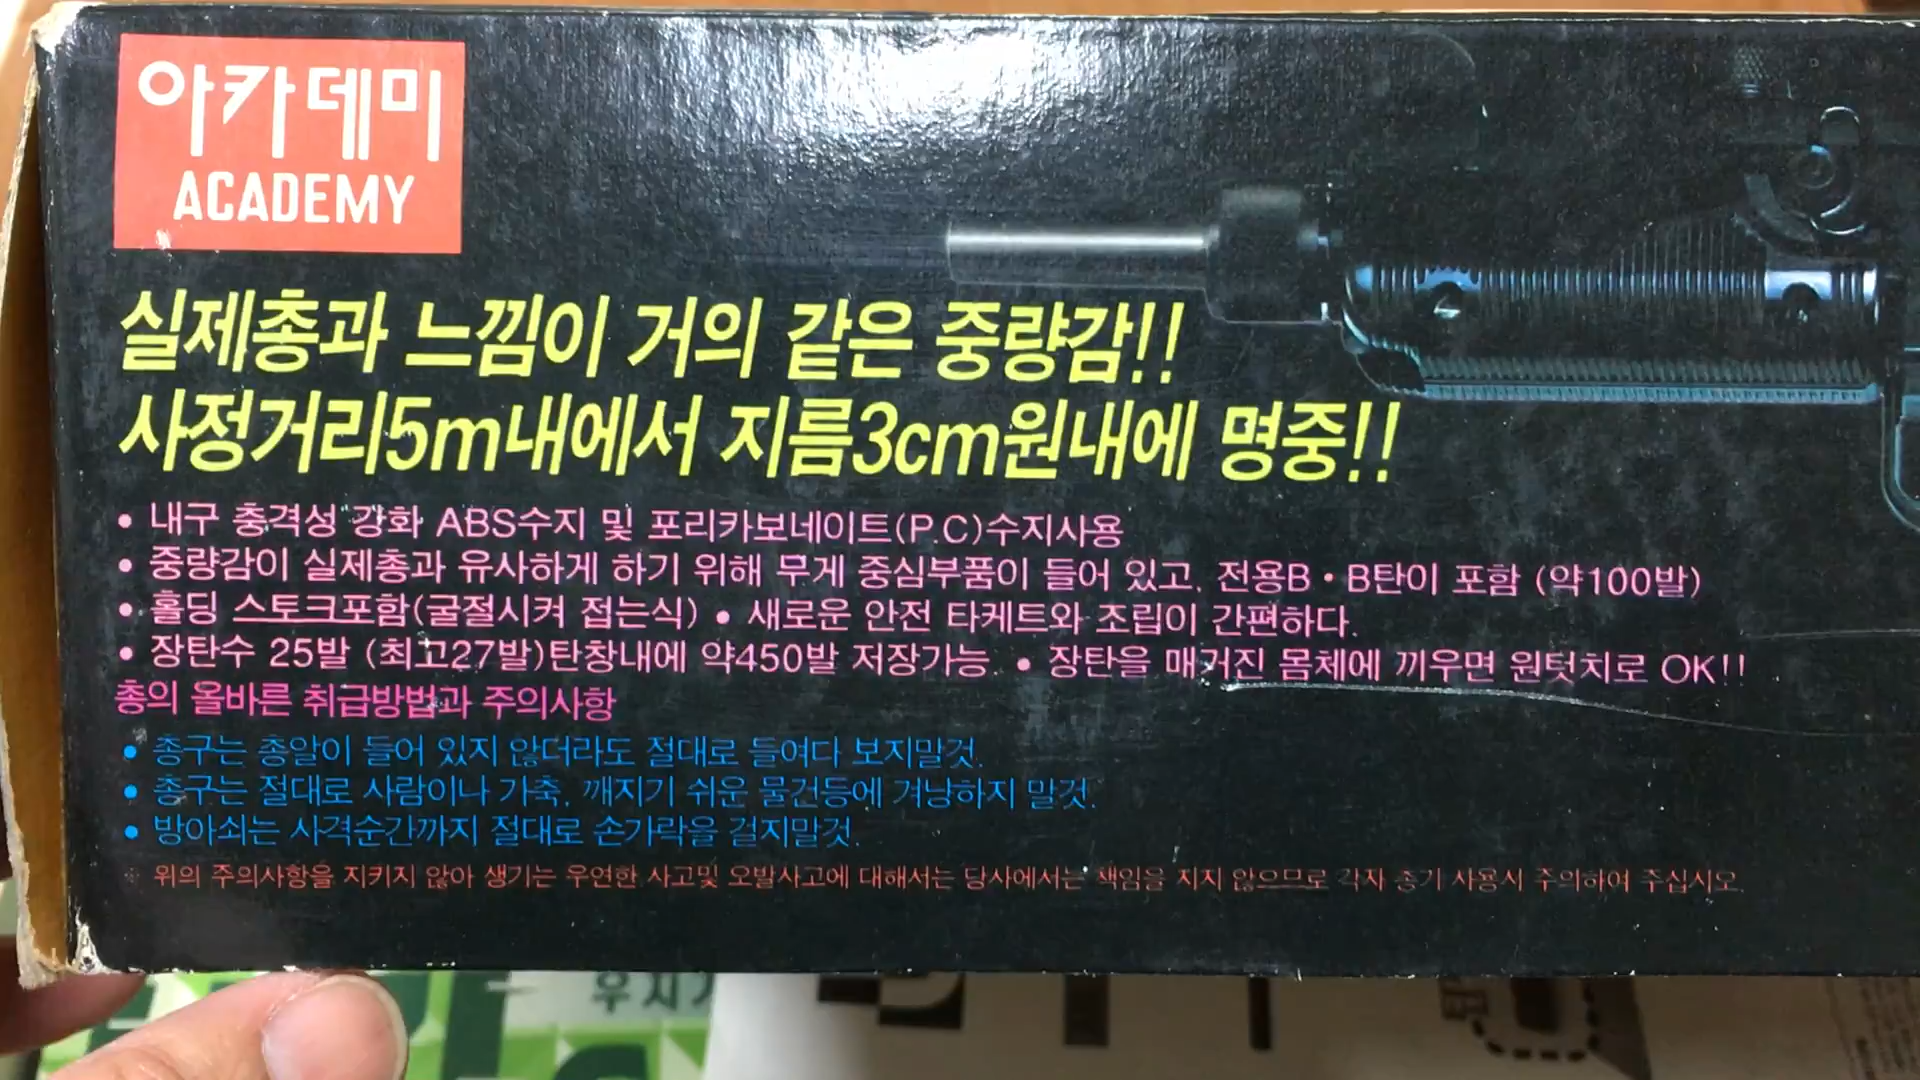 아카데미
ACADEMY
실제총과 느낌이 거의 같은 중량감!!
사정거리5m내에서 지름3cm원내에 명중!!
• 내구 충격성 강화 ABS수지 및 포리카보네이트(P.C)수지사용
• 중량감이 실제총과 유사하게 하기 위해 무게 중심부품이 들어 있고, 전용B・B탄이 포함 (약100발)
• 홀딩 스토크포함(굴절시켜 접는식) • 새로운 안전 타케트와 조립이 간편하다.
• 장탄수 25발 (최고27발)탄창내에 약450발 저장가능 • 장탄을 매거진 몸체에 끼우면 원텃치로 OK!!
총의 올바른 취급방법과 주의사항
• 총구는 총알이 들어 있지 않더라도 절대로 들여다 보지말것.
• 총구는 절대로 사람이나 가축, 깨지기 쉬운 물건등에 겨냥하지 말것.
• 방아쇠는 사격순간까지 절대로 손가락을 걸지말것.
※ 위의 주의사항을 지키지 않아 생기는 우연한 사고및 오발사고에 대해서는 당사에서는 책임을 지지 않으므로 각자 총기 사용시 주의하여 주십시오.